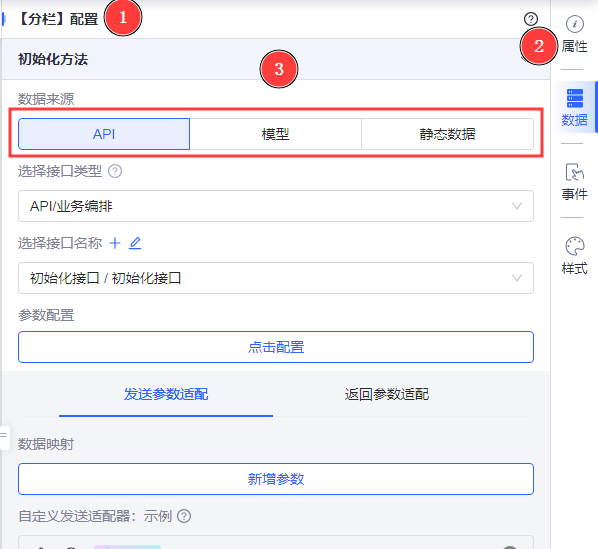 【分栏】配置
1
2
属性
初始化方法
3
数据来源
API
模型
静态数据
数据
选择接口类型
API/业务编排
事件
选择接口名称
初始化接口 / 初始化接口
样式
参数配置
点击配置
发送参数适配
返回参数适配
数据映射
新增参数
自定义发送适配器：示例